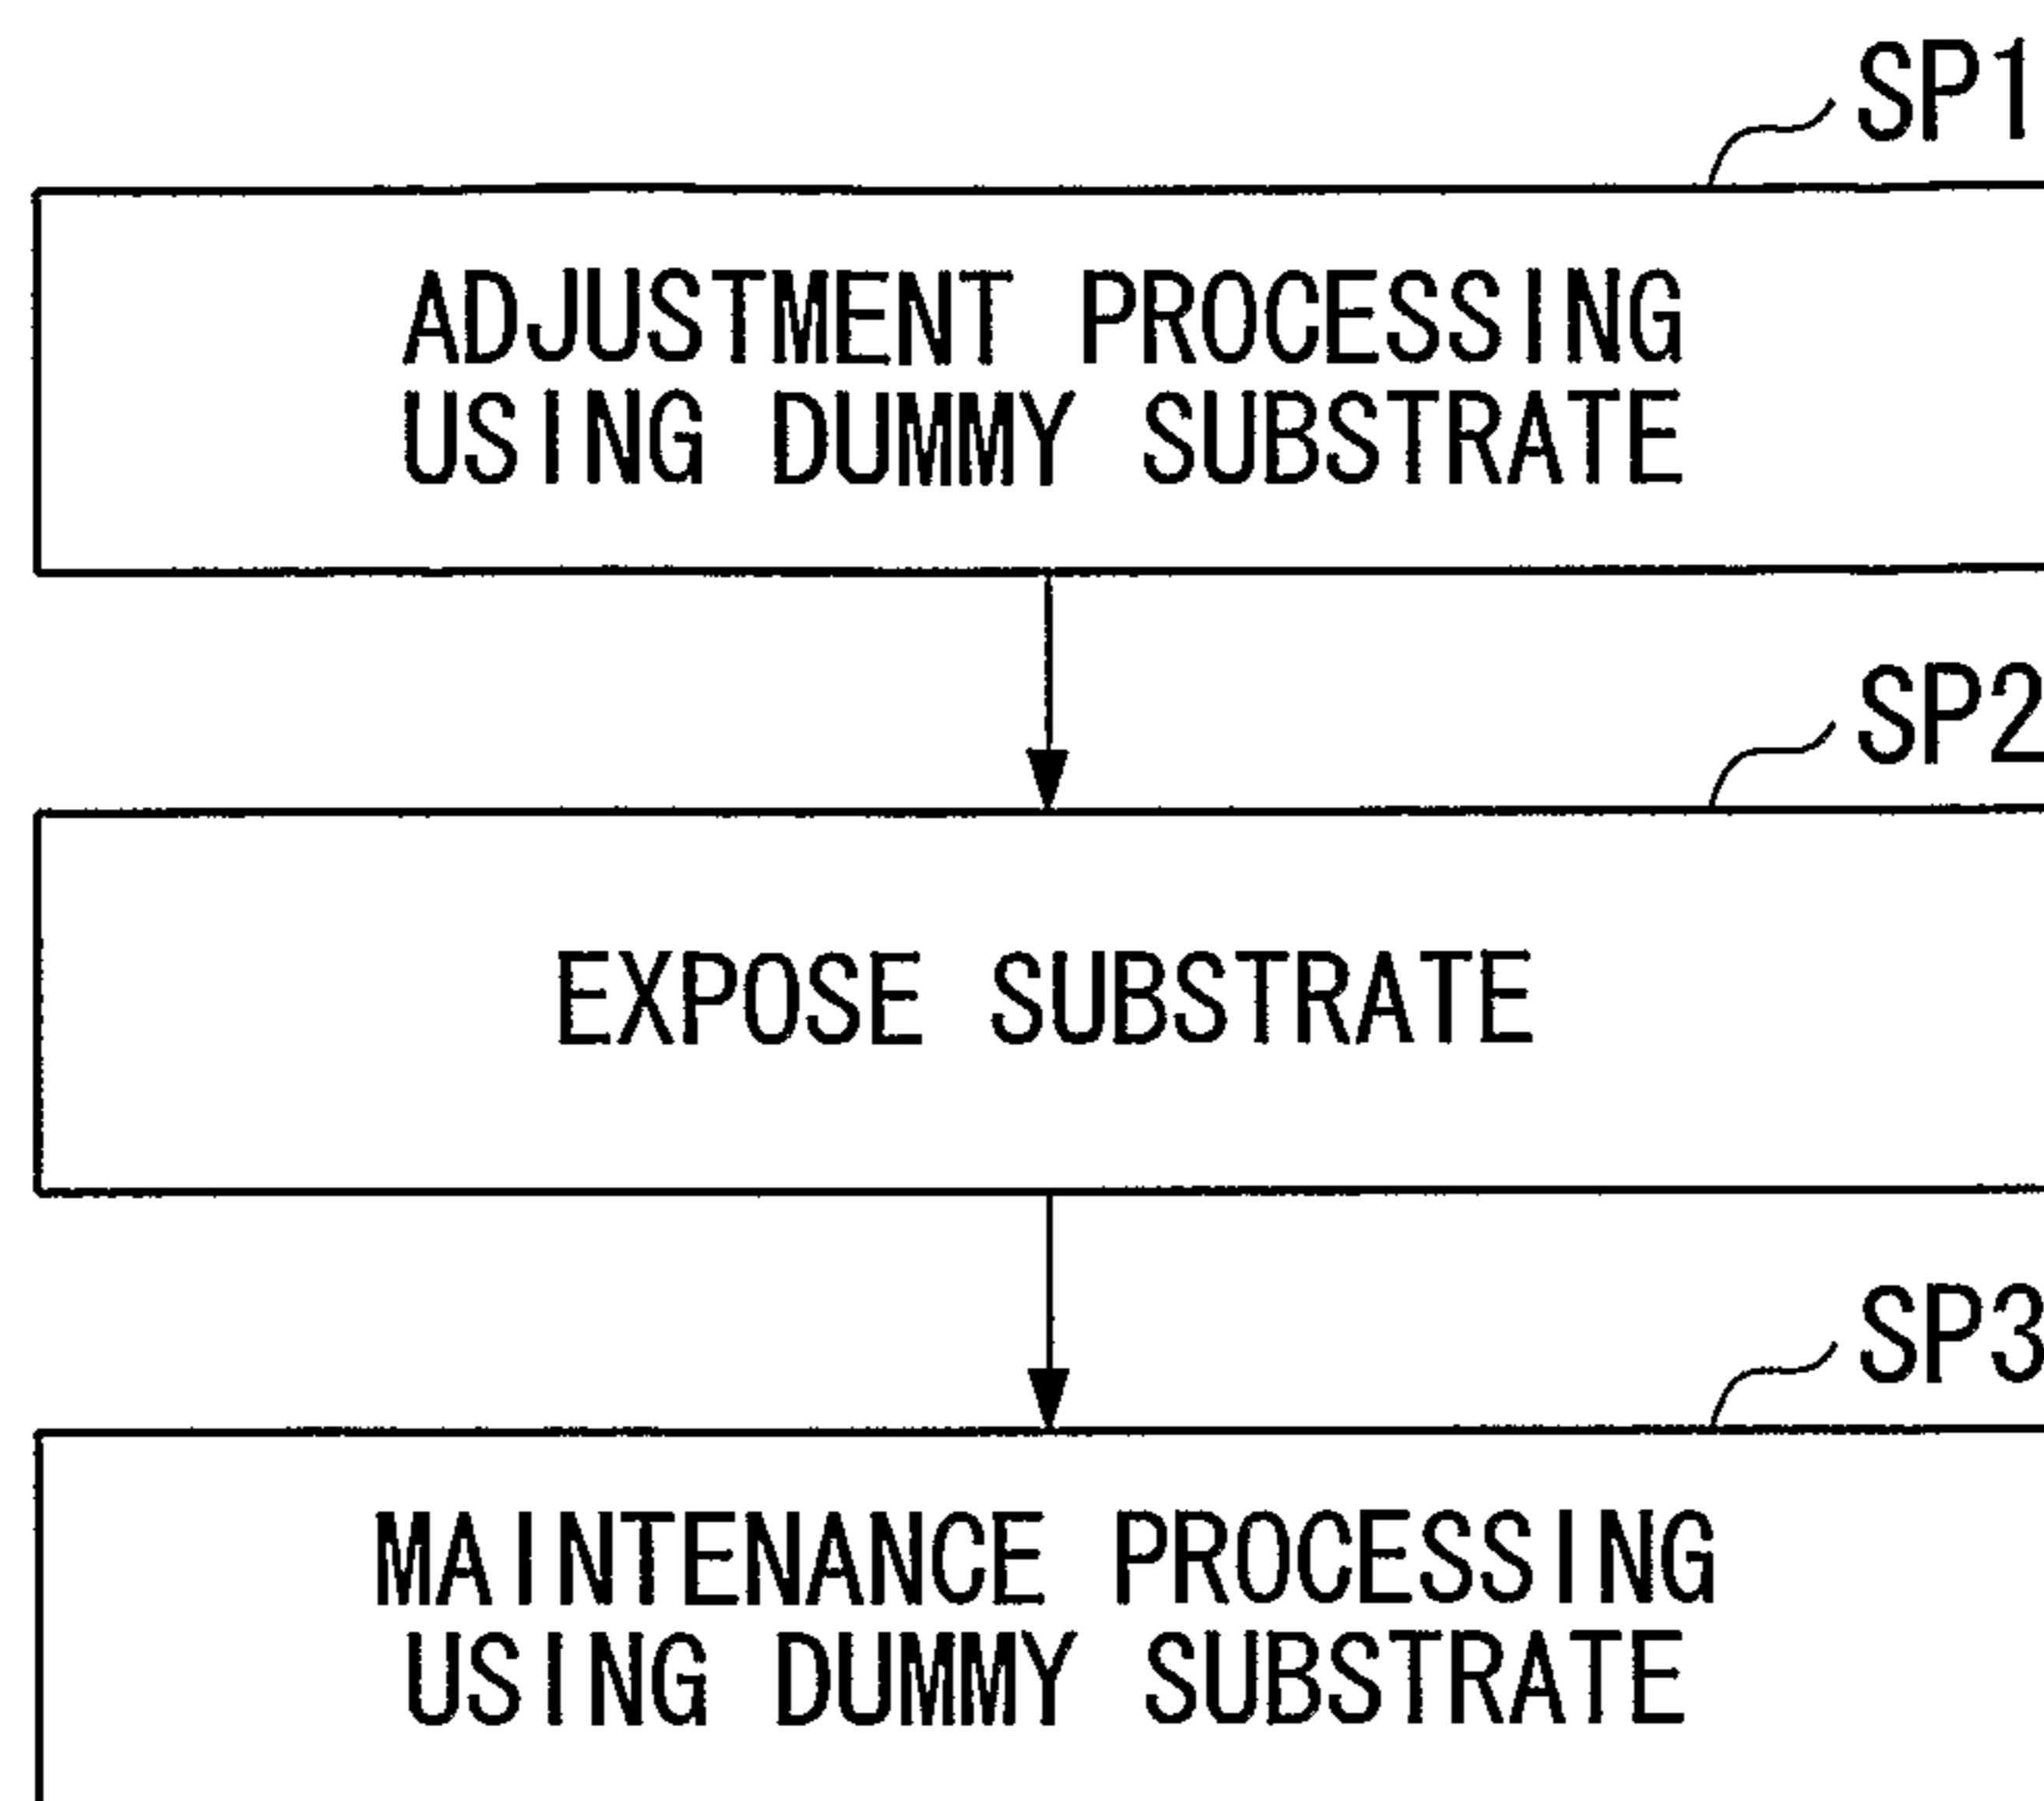 SP1
ADJUSTMENT PROCESSING
USING DUMMY SUBSTRATE
SP2
EXPOSE SUBSTRATE
SP3
MAINTENANCE PROCESSING
USING DUMMY SUBSTRATE